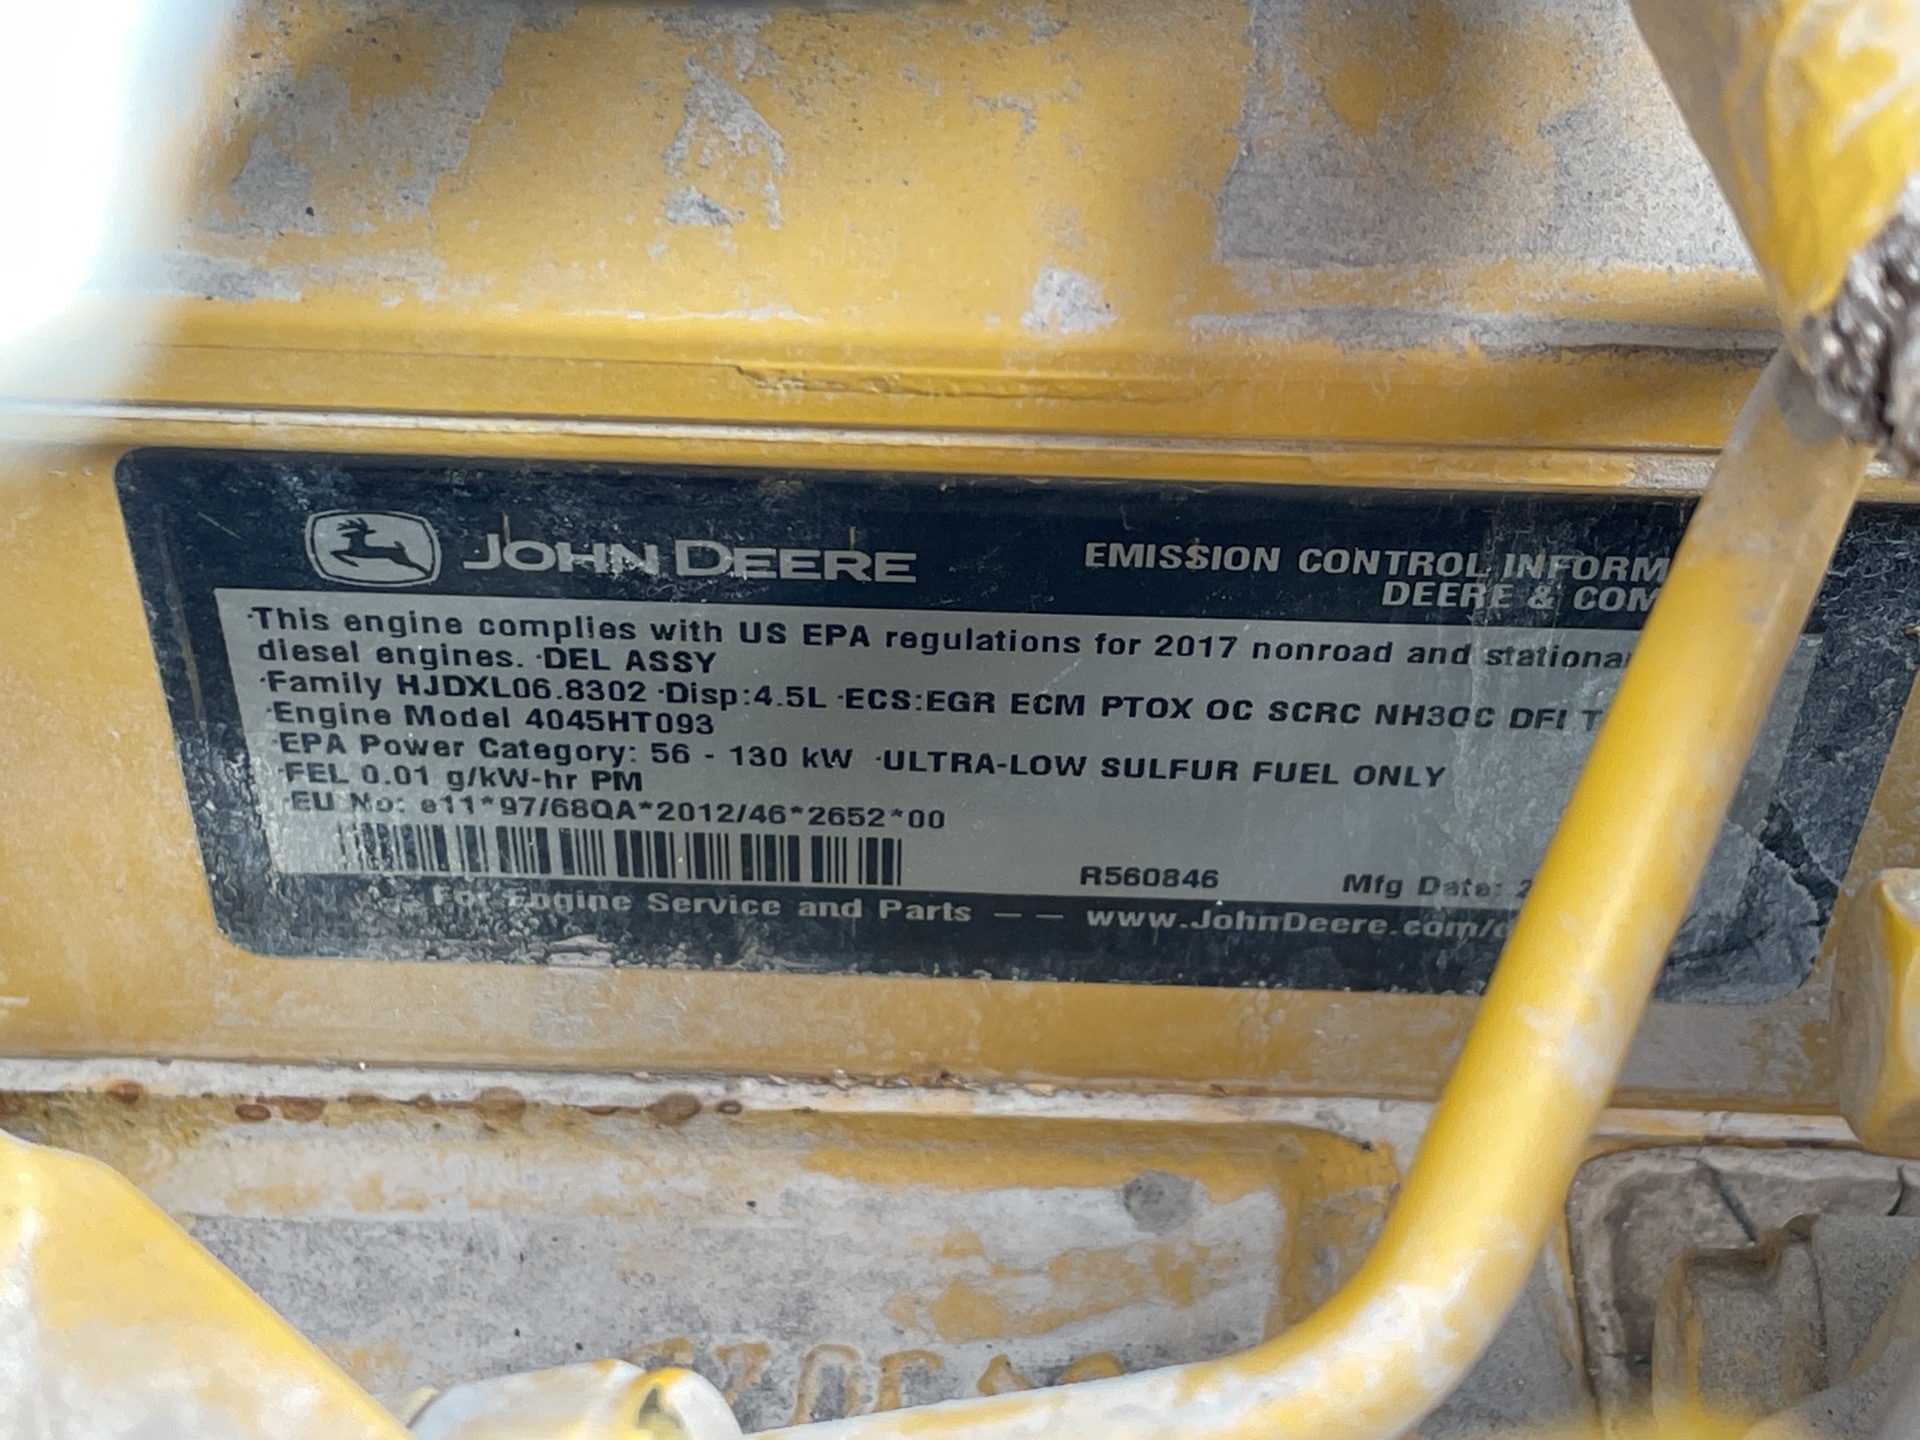 JOHN DEERE
EMISSION CONTROL INFORM
DEERE & COM
·This engine complies with US EPA regulations for 2017 nonroad and stationa
diesel engines. ·DEL ASSY
·Family HJDXL06.8302 ·Disp:4.5L ·ECS:EGR ECM PTOX OC SCRC NH3OC DFI T
·Engine Model 4045HT093
·EPA Power Category: 56 - 130 kW ·ULTRA-LOW SULFUR FUEL ONLY
·FEL 0.01 g/kW-hr PM
·EU No: e11*97/68QA*2012/46*2652*00
R560846 Mfg Date: 2
For Engine Service and Parts — — www.JohnDeere.com/d